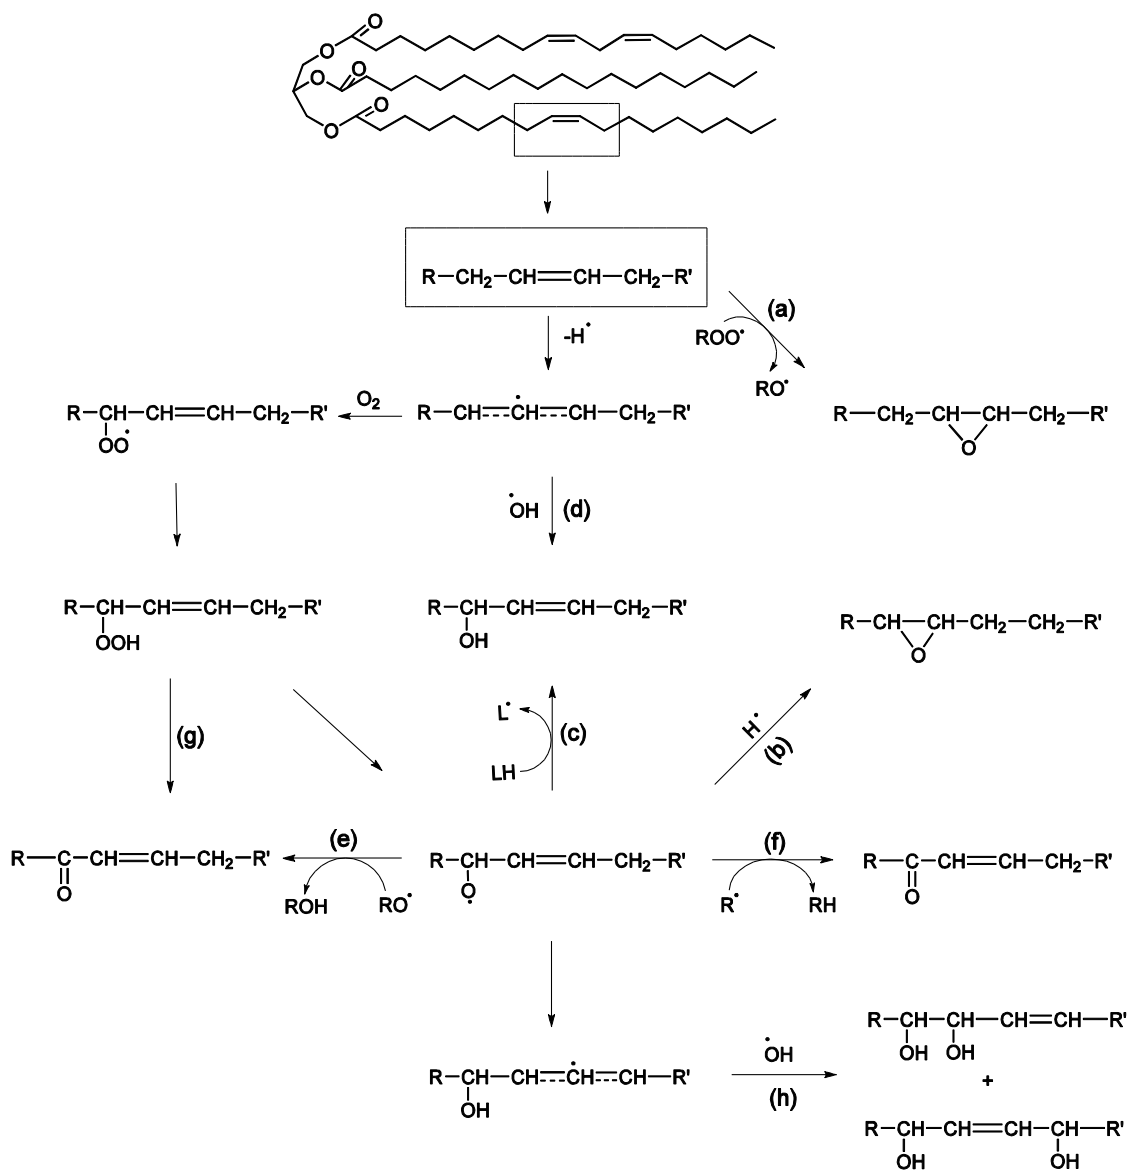 O
O
O
O
O
O
R–CH₂–CH=CH–CH₂–R'
-H•
(a)
ROO•
RO•
R–CH–CH=CH–CH₂–R'
OO•
O₂
R–CH=CH=CH–CH₂–R'
R–CH₂–CH–CH–CH₂–R'
O
•OH
(d)
R–CH–CH=CH–CH₂–R'
OOH
R–CH–CH=CH–CH₂–R'
OH
R–CH–CH–CH₂–CH₂–R'
O
(g)
L•
LH
(c)
H•
(b)
R–C–CH=CH–CH₂–R'
O
(e)
ROH
RO•
R–CH–CH=CH–CH₂–R'
O•
(f)
R•
RH
R–C–CH=CH–CH₂–R'
O
R–CH–CH=CH=CH–R'
OH
•OH
(h)
R–CH–CH–CH=CH–R'
OH OH
+
R–CH–CH=CH–CH–R'
OH OH